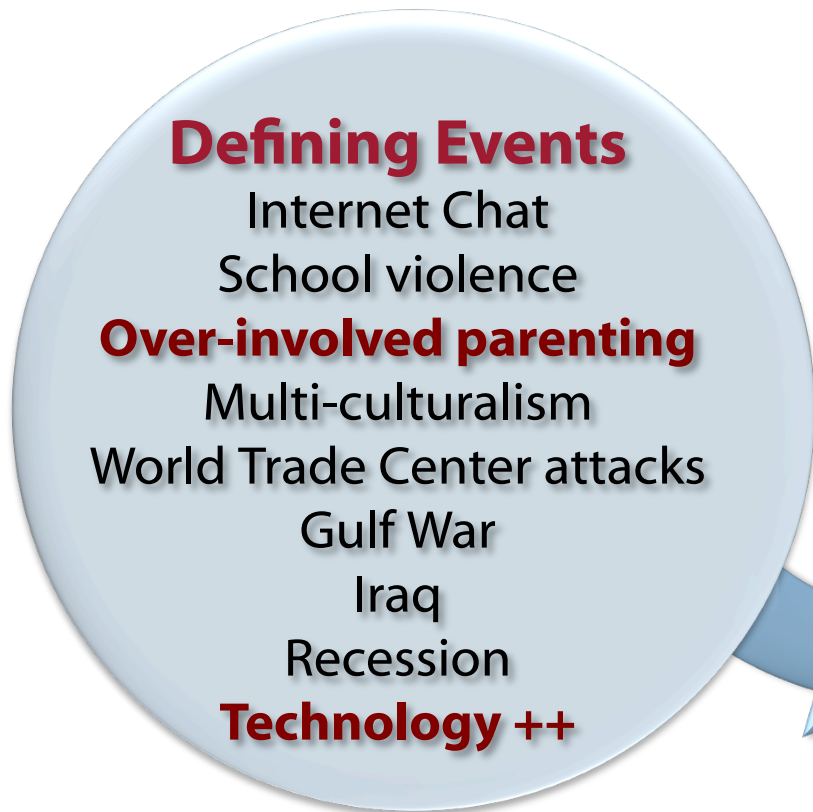 Defining Events
Internet Chat
School violence
Over-involved parenting
Multi-culturalism
World Trade Center attacks
Gulf War
Iraq
Recession
Technology ++